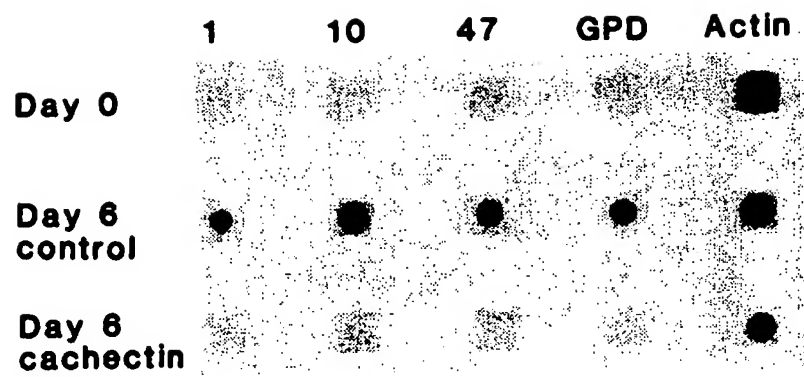 1 10 47 GPD Actin
Day 0
Day 6
control
Day 6
cachectin